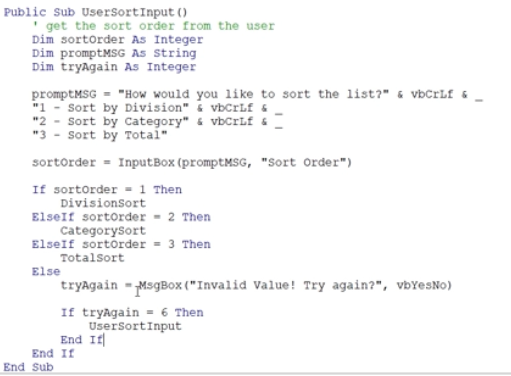 Public Sub UserSortInput()
' get the sort order from the user
Dim sortOrder As Integer
Dim promptMSG As String
Dim tryAgain As Integer
promptMSG = "How would you like to sort the list?" & vbCrLf & _
"1 - Sort by Division" & vbCrLf & _
"2 - Sort by Category" & vbCrLf & _
"3 - Sort by Total"
sortOrder = InputBox(promptMSG, "Sort Order")
If sortOrder = 1 Then
DivisionSort
ElseIf sortOrder = 2 Then
CategorySort
ElseIf sortOrder = 3 Then
TotalSort
Else
tryAgain = MsgBox("Invalid Value! Try again?", vbYesNo)
If tryAgain = 6 Then
UserSortInput
End If
End If
End Sub